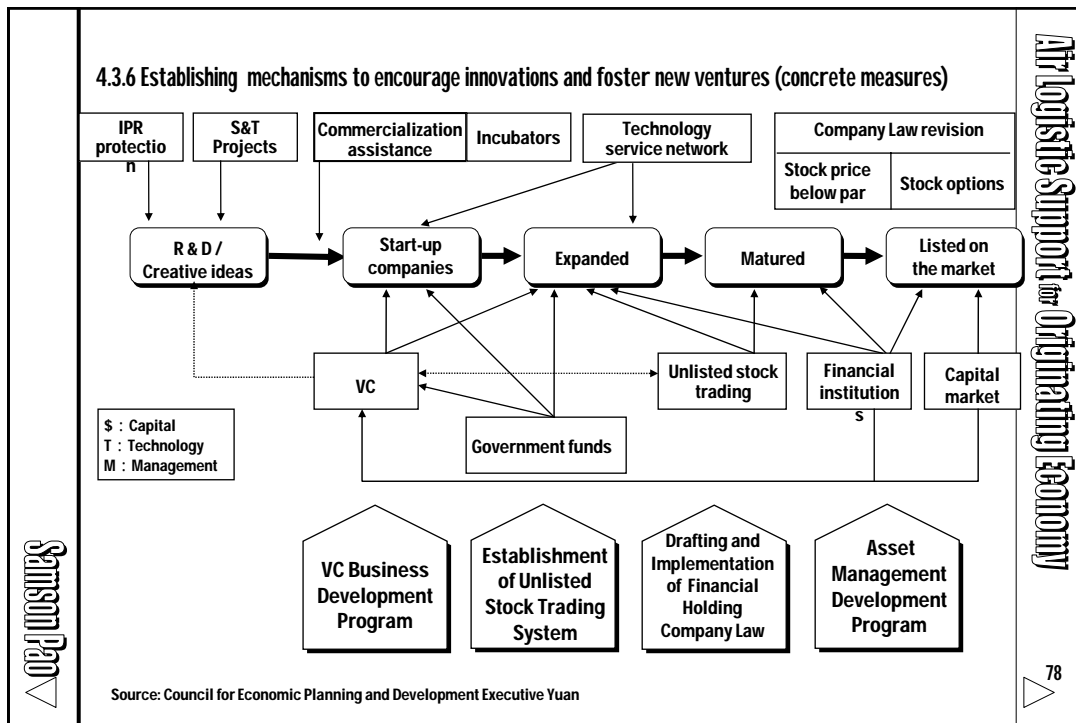 4.3.6 Establishing mechanisms to encourage innovations and foster new ventures (concrete measures)
IPR
protectio
n
S&T
Projects
Commercialization
assistance
Incubators
Technology
service network
Company Law revision
Stock price
below par
Stock options
R & D /
Creative ideas
Start-up
companies
Expanded
Matured
Listed on
the market
VC
Unlisted stock
trading
Financial
institution
s
Capital
market
Government funds
$ : Capital
T : Technology
M : Management
VC Business
Development
Program
Establishment
of Unlisted
Stock Trading
System
Drafting and
Implementation
of Financial
Holding
Company Law
Asset
Management
Development
Program
Source: Council for Economic Planning and Development Executive Yuan
Air Logistic Support for Originating Economy
Samson Pao
78